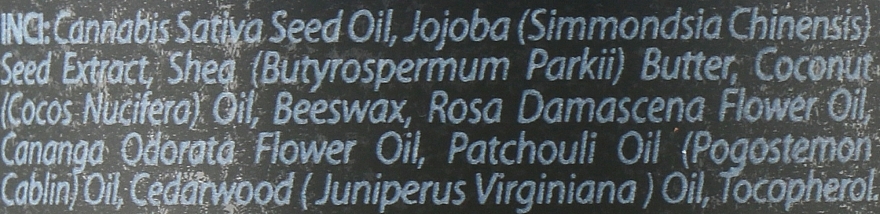 INCI: Cannabis Sativa Seed Oil, Jojoba (Simmondsia Chinensis)
Seed Extract, Shea (Butyrospermum Parkii) Butter, Coconut
(Cocos Nucifera) Oil, Beeswax, Rosa Damascena Flower Oil,
Cananga Odorata Flower Oil, Patchouli Oil (Pogostemon
Cablin) Oil, Cedarwood ( Juniperus Virginiana ) Oil, Tocopherol.